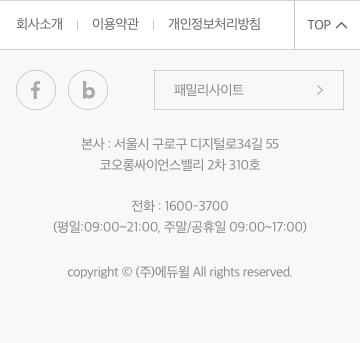 회사소개 | 이용약관 | 개인정보처리방침 TOP
f b 패밀리사이트
본사 : 서울시 구로구 디지털로34길 55
코오롱싸이언스밸리 2차 310호
전화 : 1600-3700
(평일:09:00~21:00, 주말/공휴일 09:00~17:00)
copyright © (주)에듀윌 All rights reserved.